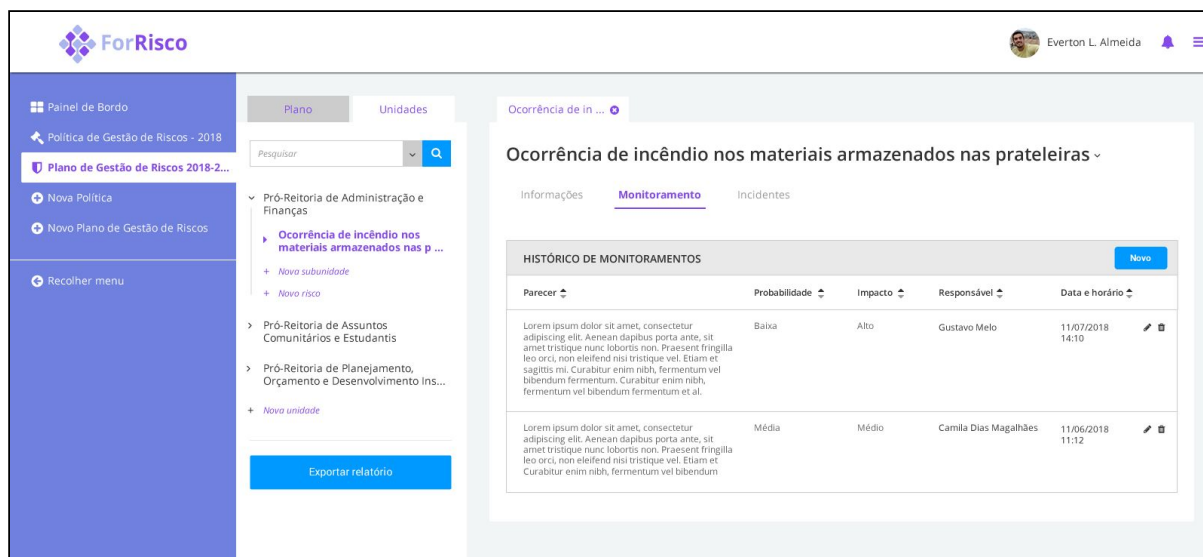 ForRisco
Everton L. Almeida
Painel de Bordo
Política de Gestão de Riscos - 2018
Plano de Gestão de Riscos 2018-2...
Nova Política
Novo Plano de Gestão de Riscos
Recolher menu
Plano
Unidades
Pesquisar
Pró-Reitoria de Administração e
Finanças
Ocorrência de incêndio nos
materiais armazenados nas p ...
+ Nova subunidade
+ Novo risco
Pró-Reitoria de Assuntos
Comunitários e Estudantis
Pró-Reitoria de Planejamento,
Orçamento e Desenvolvimento Ins...
+ Nova unidade
Exportar relatório
Ocorrência de in ...
Ocorrência de incêndio nos materiais armazenados nas prateleiras
Informações
Monitoramento
Incidentes
HISTÓRICO DE MONITORAMENTOS
Novo
Parecer
Probabilidade
Impacto
Responsável
Data e horário
Lorem ipsum dolor sit amet, consectetur
adipiscing elit. Aenean dapibus porta ante, sit
amet tristique nunc lobortis non. Praesent fringilla
leo orci, non eleifend nisi tristique vel. Etiam et
sagittis mi. Curabitur enim nibh, fermentum vel
bibendum fermentum. Curabitur enim nibh,
fermentum vel bibendum fermentum et al.
Baixa
Alto
Gustavo Melo
11/07/2018
14:10
Lorem ipsum dolor sit amet, consectetur
adipiscing elit. Aenean dapibus porta ante, sit
amet tristique nunc lobortis non. Praesent fringilla
leo orci, non eleifend nisi tristique vel. Etiam et
Curabitur enim nibh, fermentum vel bibendum
Média
Médio
Camila Dias Magalhães
11/06/2018
11:12